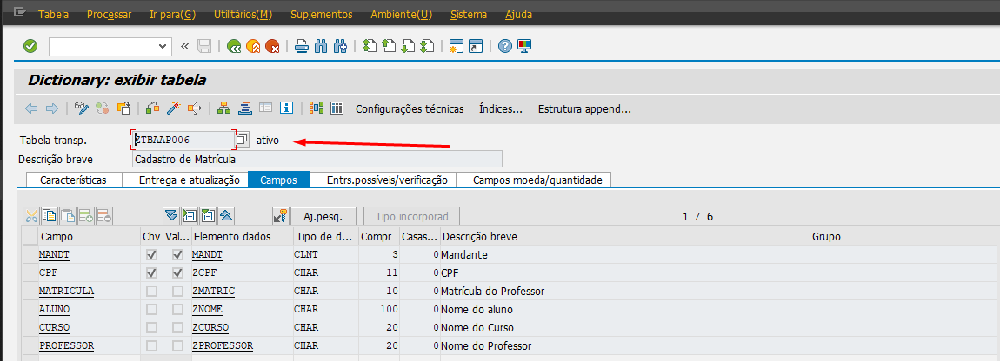 Tabela Processar Ir para(G) Utilitários(M) Suplementos Ambiente(U) Sistema Ajuda
Dictionary: exibir tabela
Configurações técnicas Índices... Estrutura append...
Tabela transp. ZTBAAP006 ativo
Descrição breve Cadastro de Matrícula
Características Entrega e atualização Campos Entrs.possíveis/verificação Campos moeda/quantidade
Aj.pesq. Tipo incorporad 1 / 6
Campo Chv Val... Elemento dados Tipo de d... Compr Casas... Descrição breve Grupo
MANDT MANDT CLNT 3 0 Mandante
CPF ZCPF CHAR 11 0 CPF
MATRICULA ZMATRIC CHAR 10 0 Matrícula do Professor
ALUNO ZNOME CHAR 100 0 Nome do aluno
CURSO ZCURSO CHAR 20 0 Nome do Curso
PROFESSOR ZPROFESSOR CHAR 20 0 Nome do Professor